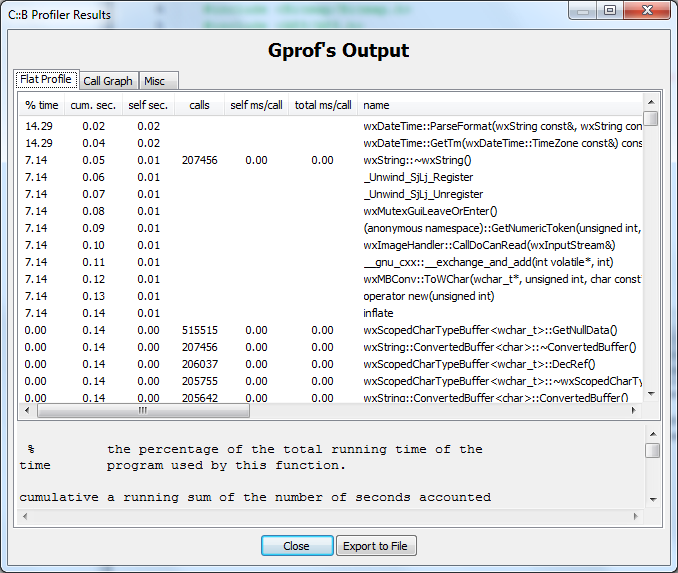 C::B Profiler Results
Gprof's Output
Flat Profile Call Graph Misc
% time cum. sec. self sec. calls self ms/call total ms/call name
14.29 0.02 0.02 wxDateTime::ParseFormat(wxString const&, wxString con
14.29 0.04 0.02 wxDateTime::GetTm(wxDateTime::TimeZone const&) cons
7.14 0.05 0.01 207456 0.00 0.00 wxString::~wxString()
7.14 0.06 0.01 _Unwind_SjLj_Register
7.14 0.07 0.01 _Unwind_SjLj_Unregister
7.14 0.08 0.01 wxMutexGuiLeaveOrEnter()
7.14 0.09 0.01 (anonymous namespace)::GetNumericToken(unsigned int,
7.14 0.10 0.01 wxImageHandler::CallDoCanRead(wxInputStream&)
7.14 0.11 0.01 __gnu_cxx::__exchange_and_add(int volatile*, int)
7.14 0.12 0.01 wxMBConv::ToWChar(wchar_t*, unsigned int, char const
7.14 0.13 0.01 operator new(unsigned int)
7.14 0.14 0.01 inflate
0.00 0.14 0.00 515515 0.00 0.00 wxScopedCharTypeBuffer<wchar_t>::GetNullData()
0.00 0.14 0.00 207456 0.00 0.00 wxString::ConvertedBuffer<char>::~ConvertedBuffer()
0.00 0.14 0.00 206037 0.00 0.00 wxScopedCharTypeBuffer<wchar_t>::DecRef()
0.00 0.14 0.00 205755 0.00 0.00 wxScopedCharTypeBuffer<wchar_t>::~wxScopedCharTy
0.00 0.14 0.00 205642 0.00 0.00 wxString::ConvertedBuffer<char>::ConvertedBuffer()
% the percentage of the total running time of the
time program used by this function.
cumulative a running sum of the number of seconds accounted
Close Export to File